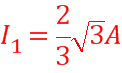 I₁ = 2/3 √3 A